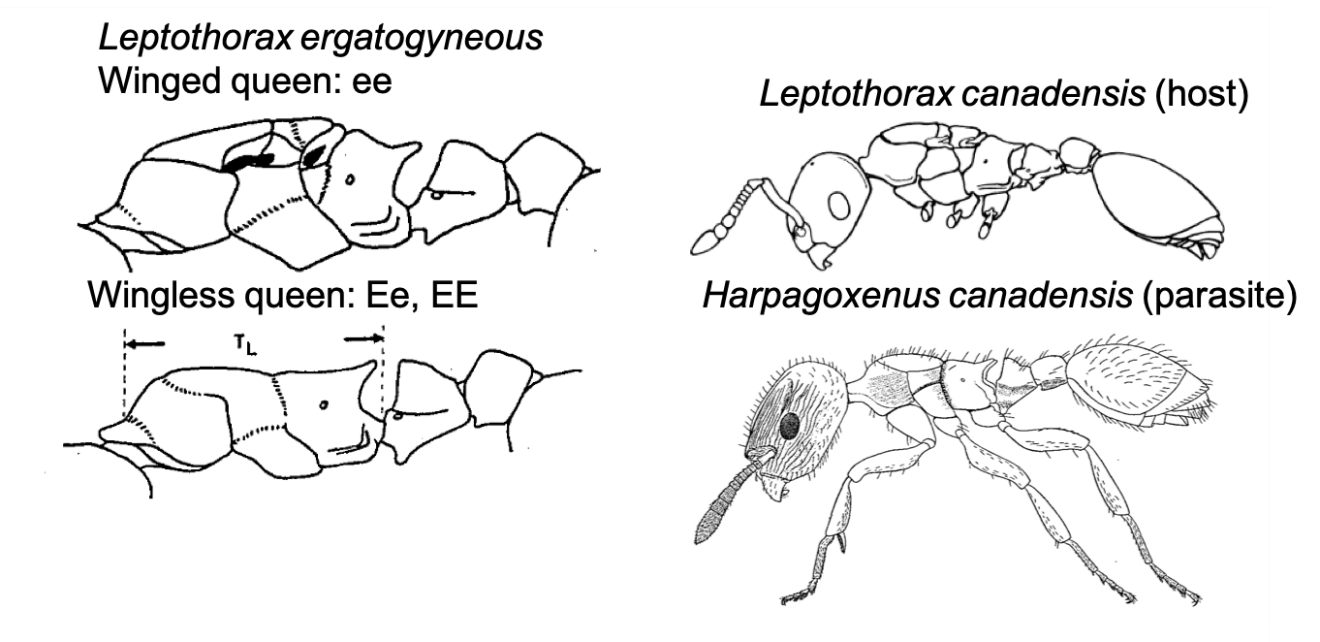 Leptothorax ergatogyneous
Winged queen: ee
Wingless queen: Ee, EE
TL
Leptothorax canadensis (host)
Harpagoxenus canadensis (parasite)